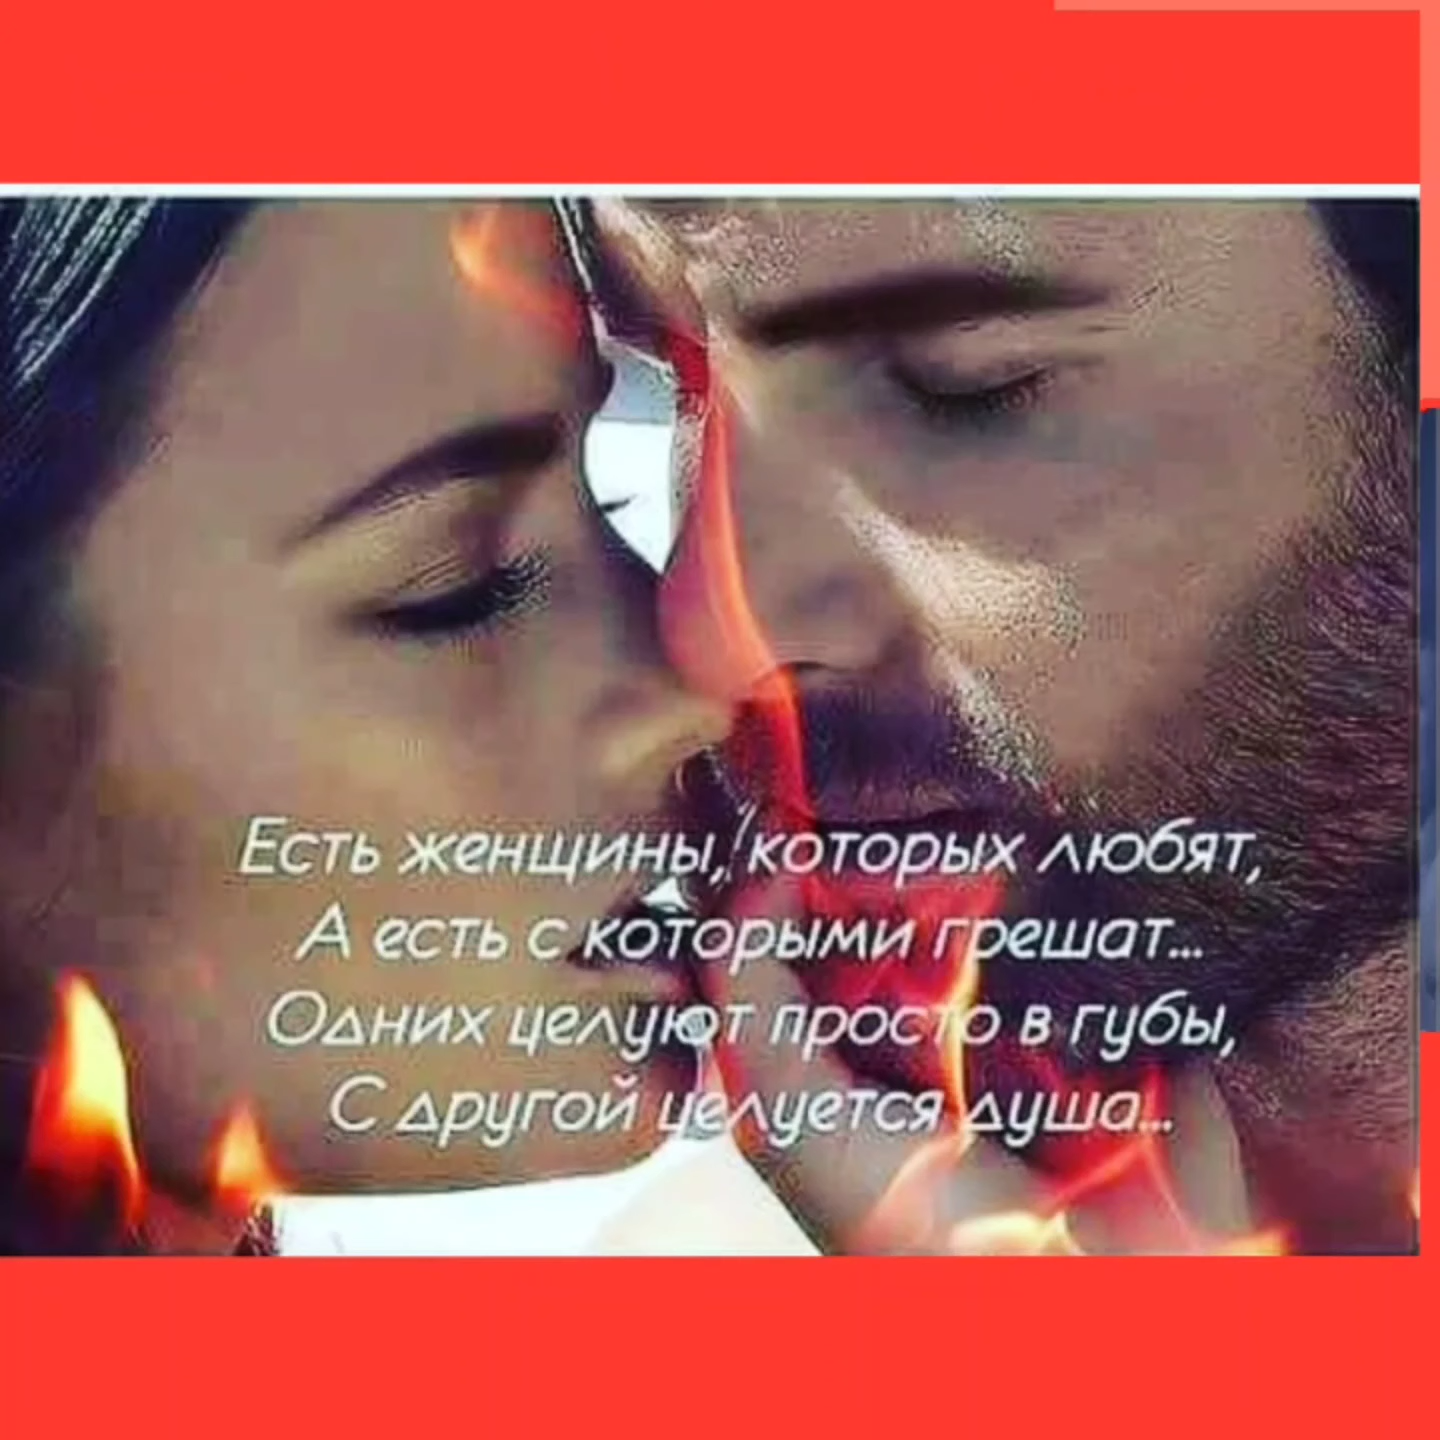 Есть женщины, которых любят,
А есть с которыми грешат...
Одних целуют просто в губы,
С другой целуется душа...